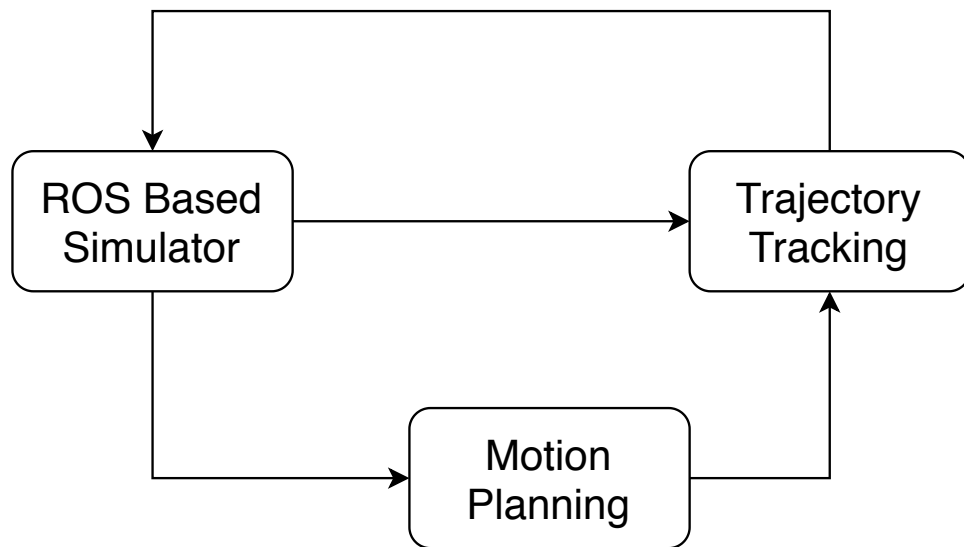 ROS Based
Simulator
Trajectory
Tracking
Motion
Planning